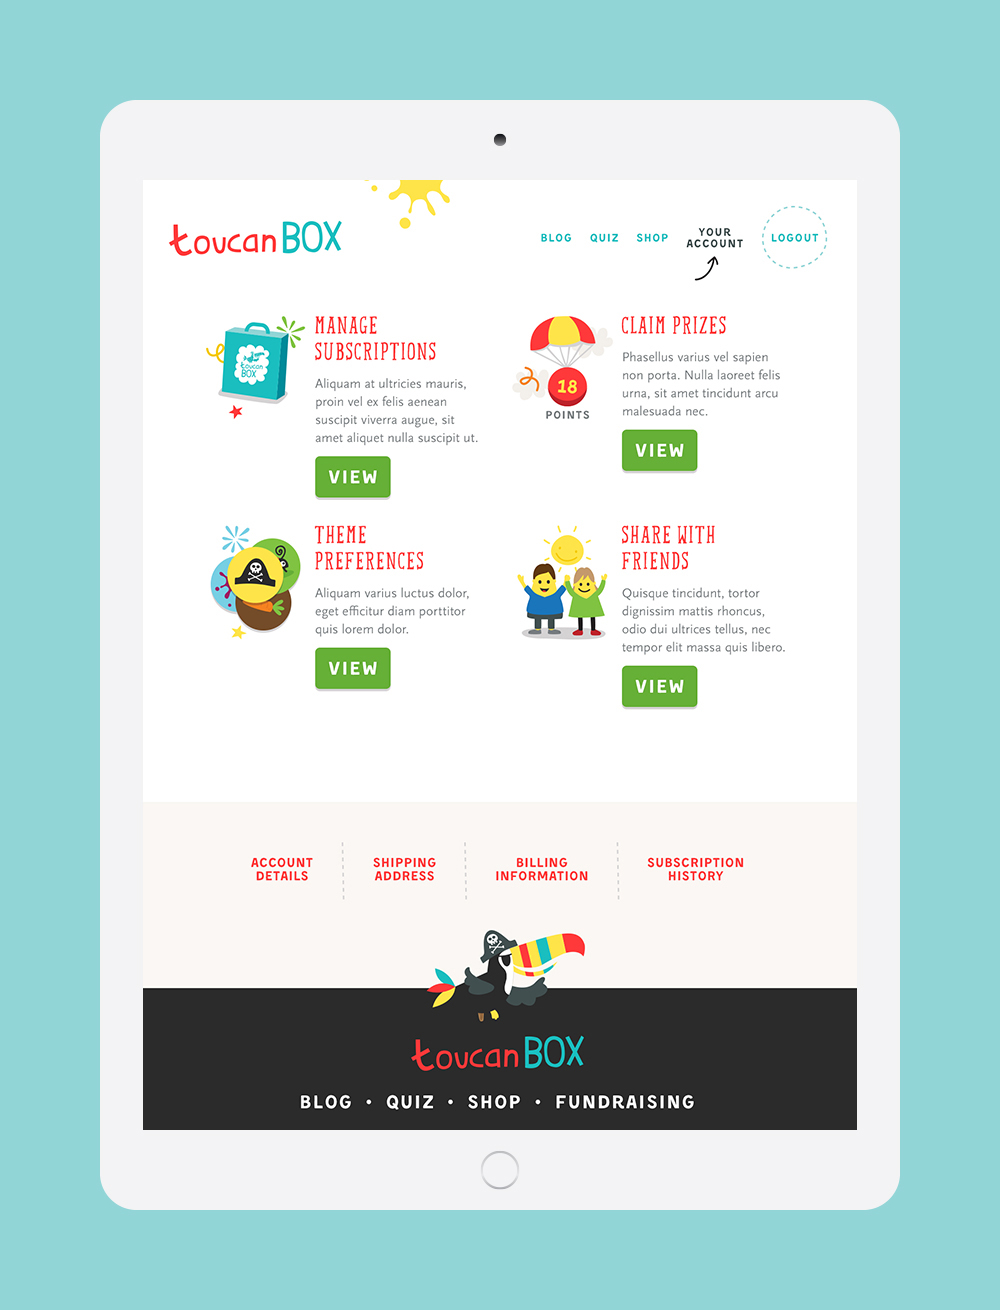 toucanBOX
BLOG QUIZ SHOP YOUR ACCOUNT LOGOUT
toucan
BOX
MANAGE
SUBSCRIPTIONS
Aliquam at ultricies mauris,
proin vel ex felis aenean
suscipit viverra augue, sit
amet aliquet nulla suscipit ut.
VIEW
18
POINTS
CLAIM PRIZES
Phasellus varius vel sapien
non porta. Nulla laoreet felis
urna, sit amet tincidunt arcu
malesuada nec.
VIEW
THEME
PREFERENCES
Aliquam varius luctus dolor,
eget efficitur diam porttitor
quis lorem dolor.
VIEW
SHARE WITH
FRIENDS
Quisque tincidunt, tortor
dignissim mattis rhoncus,
odio dui ultrices tellus, nec
tempor elit massa quis libero.
VIEW
ACCOUNT
DETAILS
SHIPPING
ADDRESS
BILLING
INFORMATION
SUBSCRIPTION
HISTORY
toucanBOX
BLOG • QUIZ • SHOP • FUNDRAISING